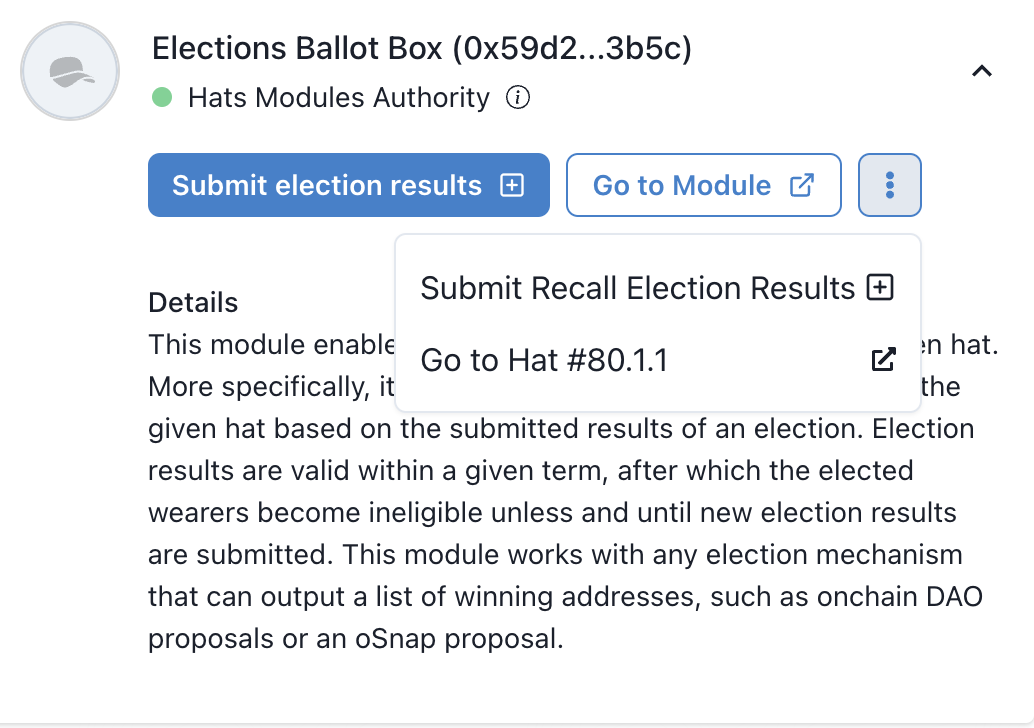 Elections Ballot Box (0x59d2...3b5c)
Hats Modules Authority
Submit election results
Go to Module
Submit Recall Election Results
Go to Hat #80.1.1
Details
This module hat.
More specifically, it the
given hat based on the submitted results of an election. Election
results are valid within a given term, after which the elected
wearers become ineligible unless and until new election results
are submitted. This module works with any election mechanism
that can output a list of winning addresses, such as onchain DAO
proposals or an oSnap proposal.